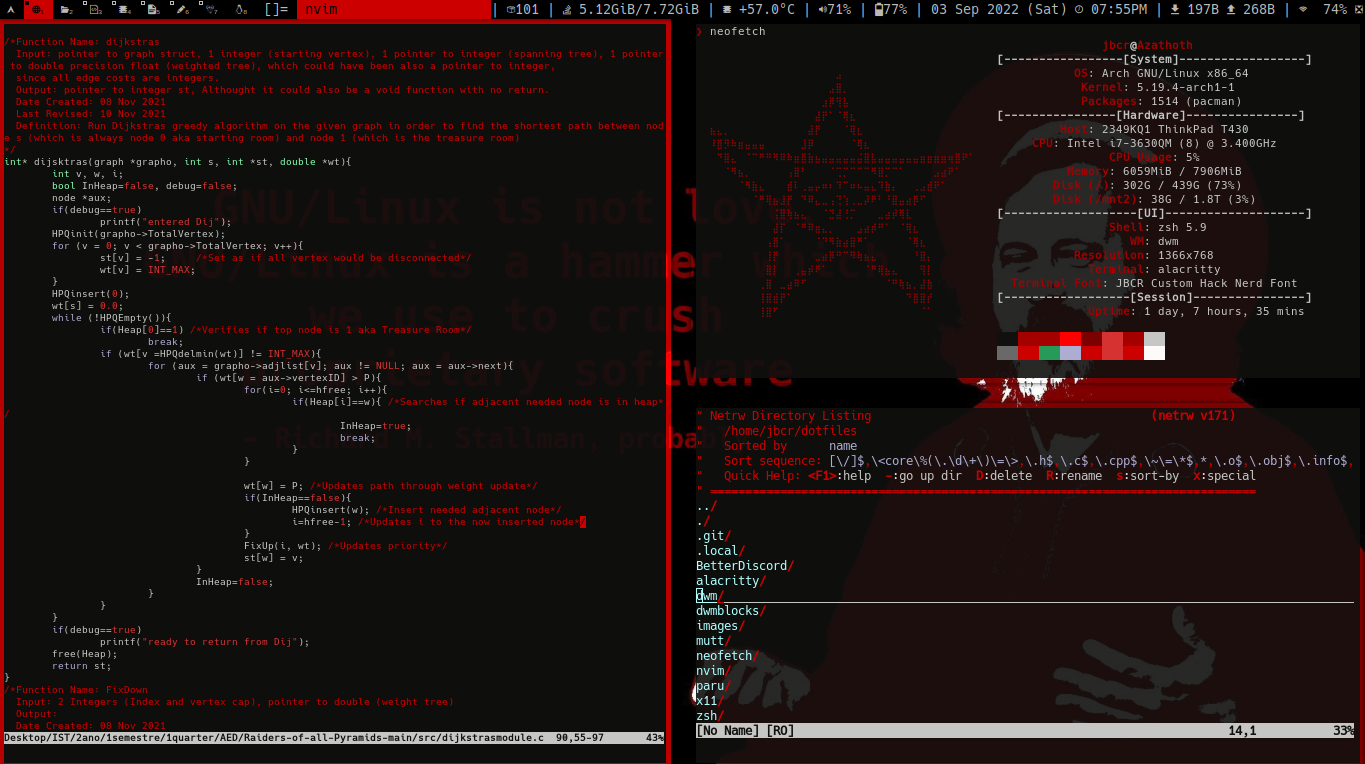 []= nvim | 101 | 5.12GiB/7.72GiB | +57.0°C | 71% | 77% | 03 Sep 2022 (Sat) 07:55PM | 197B 268B | 74%
/*Function Name: dijkstras
Input: pointer to graph struct, 1 integer (starting vertex), 1 pointer to integer (spanning tree), 1 pointer
to double precision float (weighted tree), which could have been also a pointer to integer,
since all edge costs are integers.
Output: pointer to integer st, Althought it could also be a void function with no return.
Date Created: 08 Nov 2021
Last Revised: 10 Nov 2021
Definition: Run Dijkstras greedy algorithm on the given graph in order to find the shortest path between nod
e s (which is always node 0 aka starting room) and node 1 (which is the treasure room)
*/
int* dijsktras(graph *grapho, int s, int *st, double *wt){
int v, w, i;
bool InHeap=false, debug=false;
node *aux;
if(debug==true)
printf("entered Dij");
HPQinit(grapho->TotalVertex);
for (v = 0; v < grapho->TotalVertex; v++){
st[v] = -1; /*Set as if all vertex would be disconnected*/
wt[v] = INT_MAX;
}
HPQinsert(0);
wt[s] = 0.0;
while (!HPQEmpty()){
if(Heap[0]==1) /*Verifies if top node is 1 aka Treasure Room*/
break;
if (wt[v =HPQdelmin(wt)] != INT_MAX){
for (aux = grapho->adjlist[v]; aux != NULL; aux = aux->next){
if (wt[w = aux->vertexID] > P){
for(i=0; i<=hfree; i++){
if(Heap[i]==w){ /*Searches if adjacent needed node is in heap*
/
InHeap=true;
break;
}
}
wt[w] = P; /*Updates path through weight update*/
if(InHeap==false){
HPQinsert(w); /*Insert needed adjacent node*/
i=hfree-1; /*Updates i to the now inserted node*/
}
FixUp(i, wt); /*Updates priority*/
st[w] = v;
}
InHeap=false;
}
}
}
if(debug==true)
printf("ready to return from Dij");
free(Heap);
return st;
}
/*Function Name: FixDown
Input: 2 Integers (Index and vertex cap), pointer to double (weight tree)
Output:
Date Created: 08 Nov 2021
Desktop/IST/2ano/1semestre/1quarter/AED/Raiders-of-all-Pyramids-main/src/dijkstrasmodule.c 90,55-97 43%
GNU/Linux is not lov
GNU/Linux is a hammer which
we use to crush
etary software
- Richard M. Stallman, probab
❯ neofetch
jbcr@Azathoth
[----------------[System]----------------]
OS: Arch GNU/Linux x86_64
Kernel: 5.19.4-arch1-1
Packages: 1514 (pacman)
[---------------[Hardware]---------------]
Host: 2349KQ1 ThinkPad T430
CPU: Intel i7-3630QM (8) @ 3.400GHz
CPU Usage: 5%
Memory: 6059MiB / 7906MiB
Disk (/): 302G / 439G (73%)
Disk (/mnt2): 38G / 1.8T (3%)
[------------------[UI]------------------]
Shell: zsh 5.9
WM: dwm
Resolution: 1366x768
Terminal: alacritty
Terminal Font: JBCR Custom Hack Nerd Font
[----------------[Session]---------------]
Uptime: 1 day, 7 hours, 35 mins
" Netrw Directory Listing (netrw v171)
" /home/jbcr/dotfiles
" Sorted by name
" Sort sequence: [\/]$,\<core\%(\.\d\+\)\=\>,\.h$,\.c$,\.cpp$,\~\=\*$,*,\.o$,\.obj$,\.info$,
" Quick Help: <F1>:help -:go up dir D:delete R:rename s:sort-by x:special
" ==============================================================================
../
./
.git/
.local/
BetterDiscord/
alacritty/
dwm/
dwmblocks/
images/
mutt/
neofetch/
nvim/
paru/
x11/
zsh/
[No Name] [RO] 14,1 33%